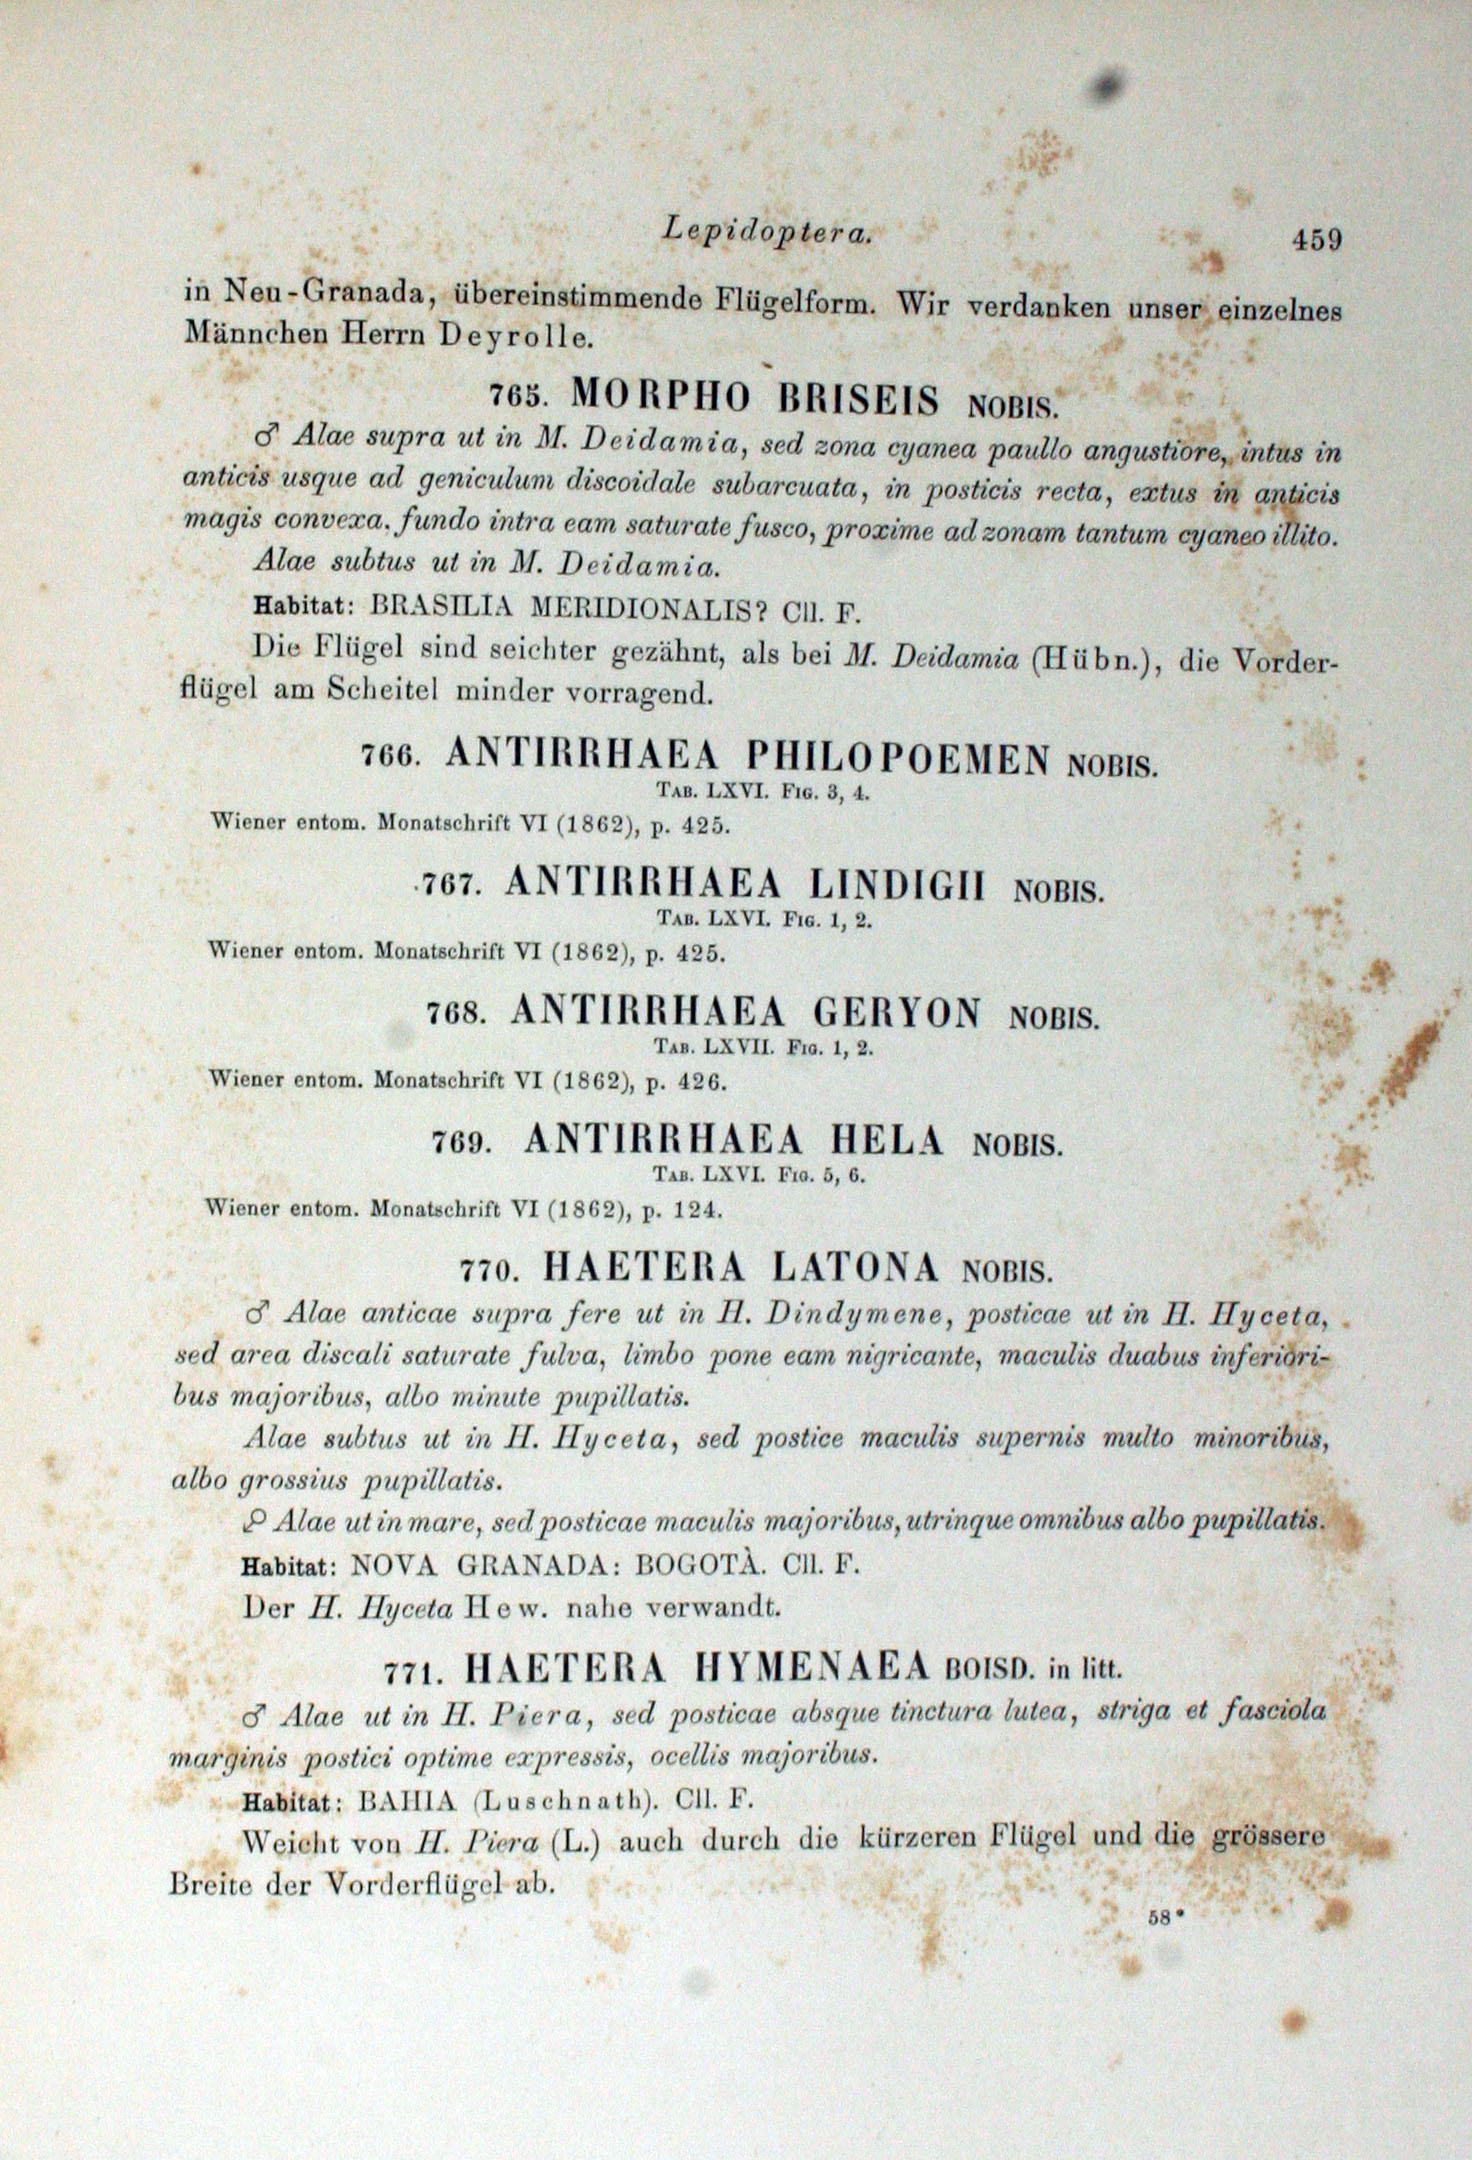 Lepidoptera. 459
in Neu-Granada, übereinstimmende Flügelform. Wir verdanken unser einzelnes
Männchen Herrn Deyrolle.
765. MORPHO BRISEIS NOBIS.
♂ Alae supra ut in M. Deidamia, sed zona cyanea paullo angustiore, intus in
anticis usque ad geniculum discoidale subarcuata, in posticis recta, extus in anticis
magis convexa, fundo intra eam saturate fusco, proxime ad zonam tantum cyaneo illito.
Alae subtus ut in M. Deidamia.
Habitat: BRASILIA MERIDIONALIS? Cll. F.
Die Flügel sind seichter gezähnt, als bei M. Deidamia (Hübn.), die Vorder-
flügel am Scheitel minder vorragend.
766. ANTIRRHAEA PHILOPOEMEN NOBIS.
TAB. LXVI. FIG. 3, 4.
Wiener entom. Monatschrift VI (1862), p. 425.
767. ANTIRRHAEA LINDIGII NOBIS.
TAB. LXVI. FIG. 1, 2.
Wiener entom. Monatschrift VI (1862), p. 425.
768. ANTIRRHAEA GERYON NOBIS.
TAB. LXVII. FIG. 1, 2.
Wiener entom. Monatschrift VI (1862), p. 426.
769. ANTIRRHAEA HELA NOBIS.
TAB. LXVI. FIG. 5, 6.
Wiener entom. Monatschrift VI (1862), p. 124.
770. HAETERA LATONA NOBIS.
♂ Alae anticae supra fere ut in H. Dindymene, posticae ut in H. Hyceta,
sed area discali saturate fulva, limbo pone eam nigricante, maculis duabus inferiori-
bus majoribus, albo minute pupillatis.
Alae subtus ut in H. Hyceta, sed postice maculis supernis multo minoribus,
albo grossius pupillatis.
♀ Alae ut in mare, sed posticae maculis majoribus, utrinque omnibus albo pupillatis.
Habitat: NOVA GRANADA: BOGOTÀ. Cll. F.
Der H. Hyceta Hew. nahe verwandt.
771. HAETERA HYMENAEA BOISD. in litt.
♂ Alae ut in H. Piera, sed posticae absque tinctura lutea, striga et fasciola
marginis postici optime expressis, ocellis majoribus.
Habitat: BAHIA (Luschnath). Cll. F.
Weicht von H. Piera (L.) auch durch die kürzeren Flügel und die grössere
Breite der Vorderflügel ab.
58*